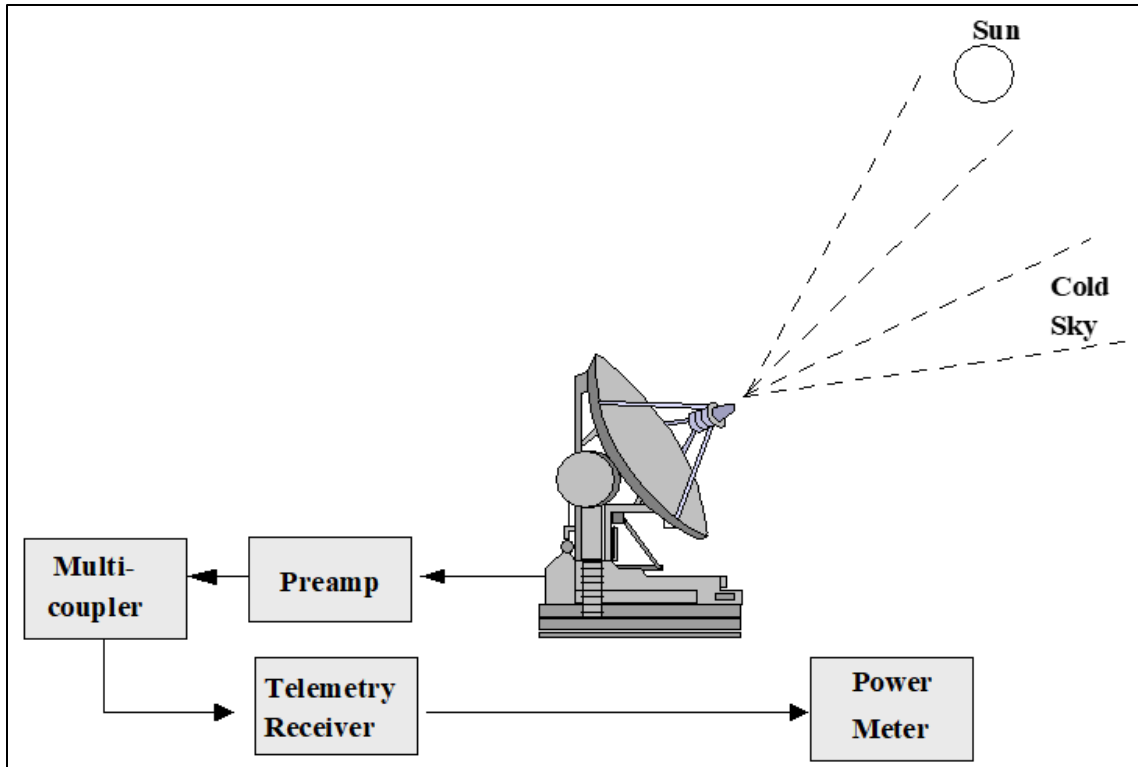 Sun
Cold
Sky
Multi-
coupler
Preamp
Telemetry
Receiver
Power
Meter